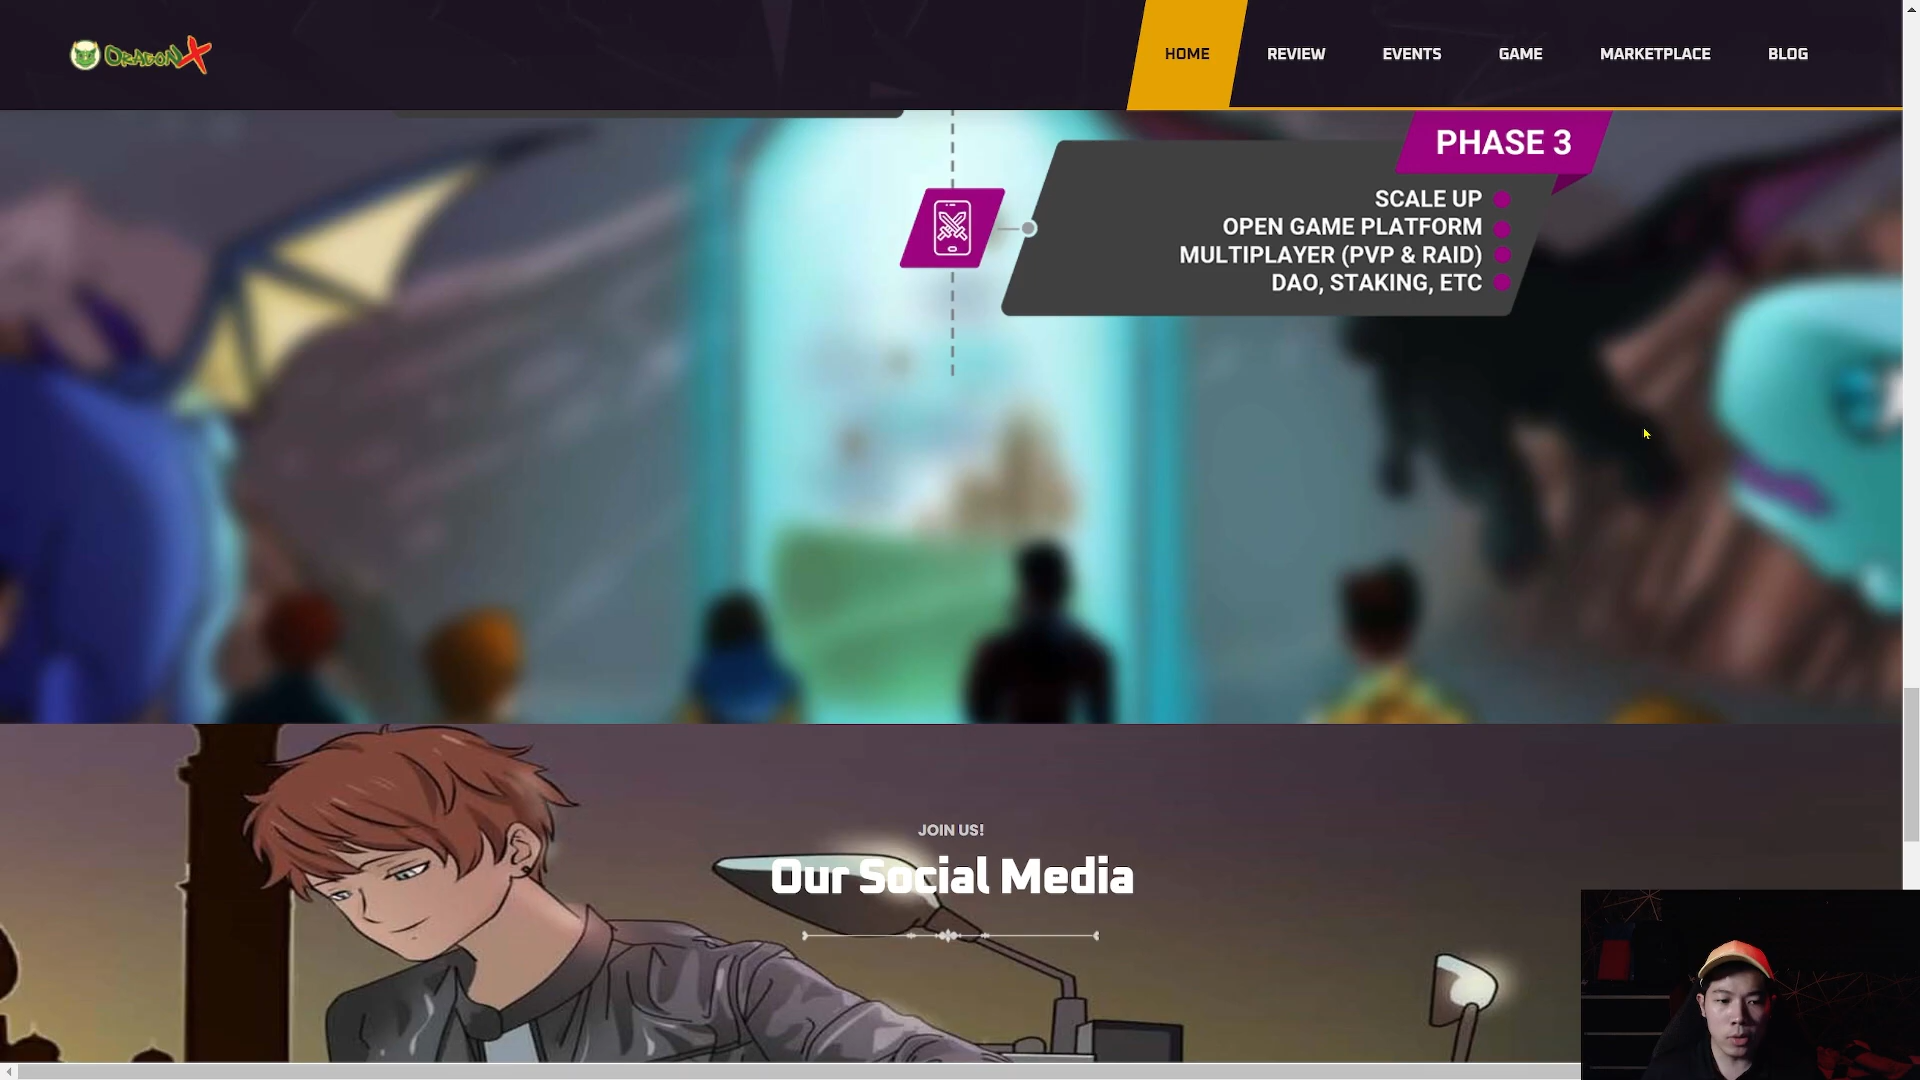 DRAGONX
HOME
REVIEW
EVENTS
GAME
MARKETPLACE
BLOG
PHASE 3
SCALE UP
OPEN GAME PLATFORM
MULTIPLAYER (PVP & RAID)
DAO, STAKING, ETC
JOIN US!
Our Social Media